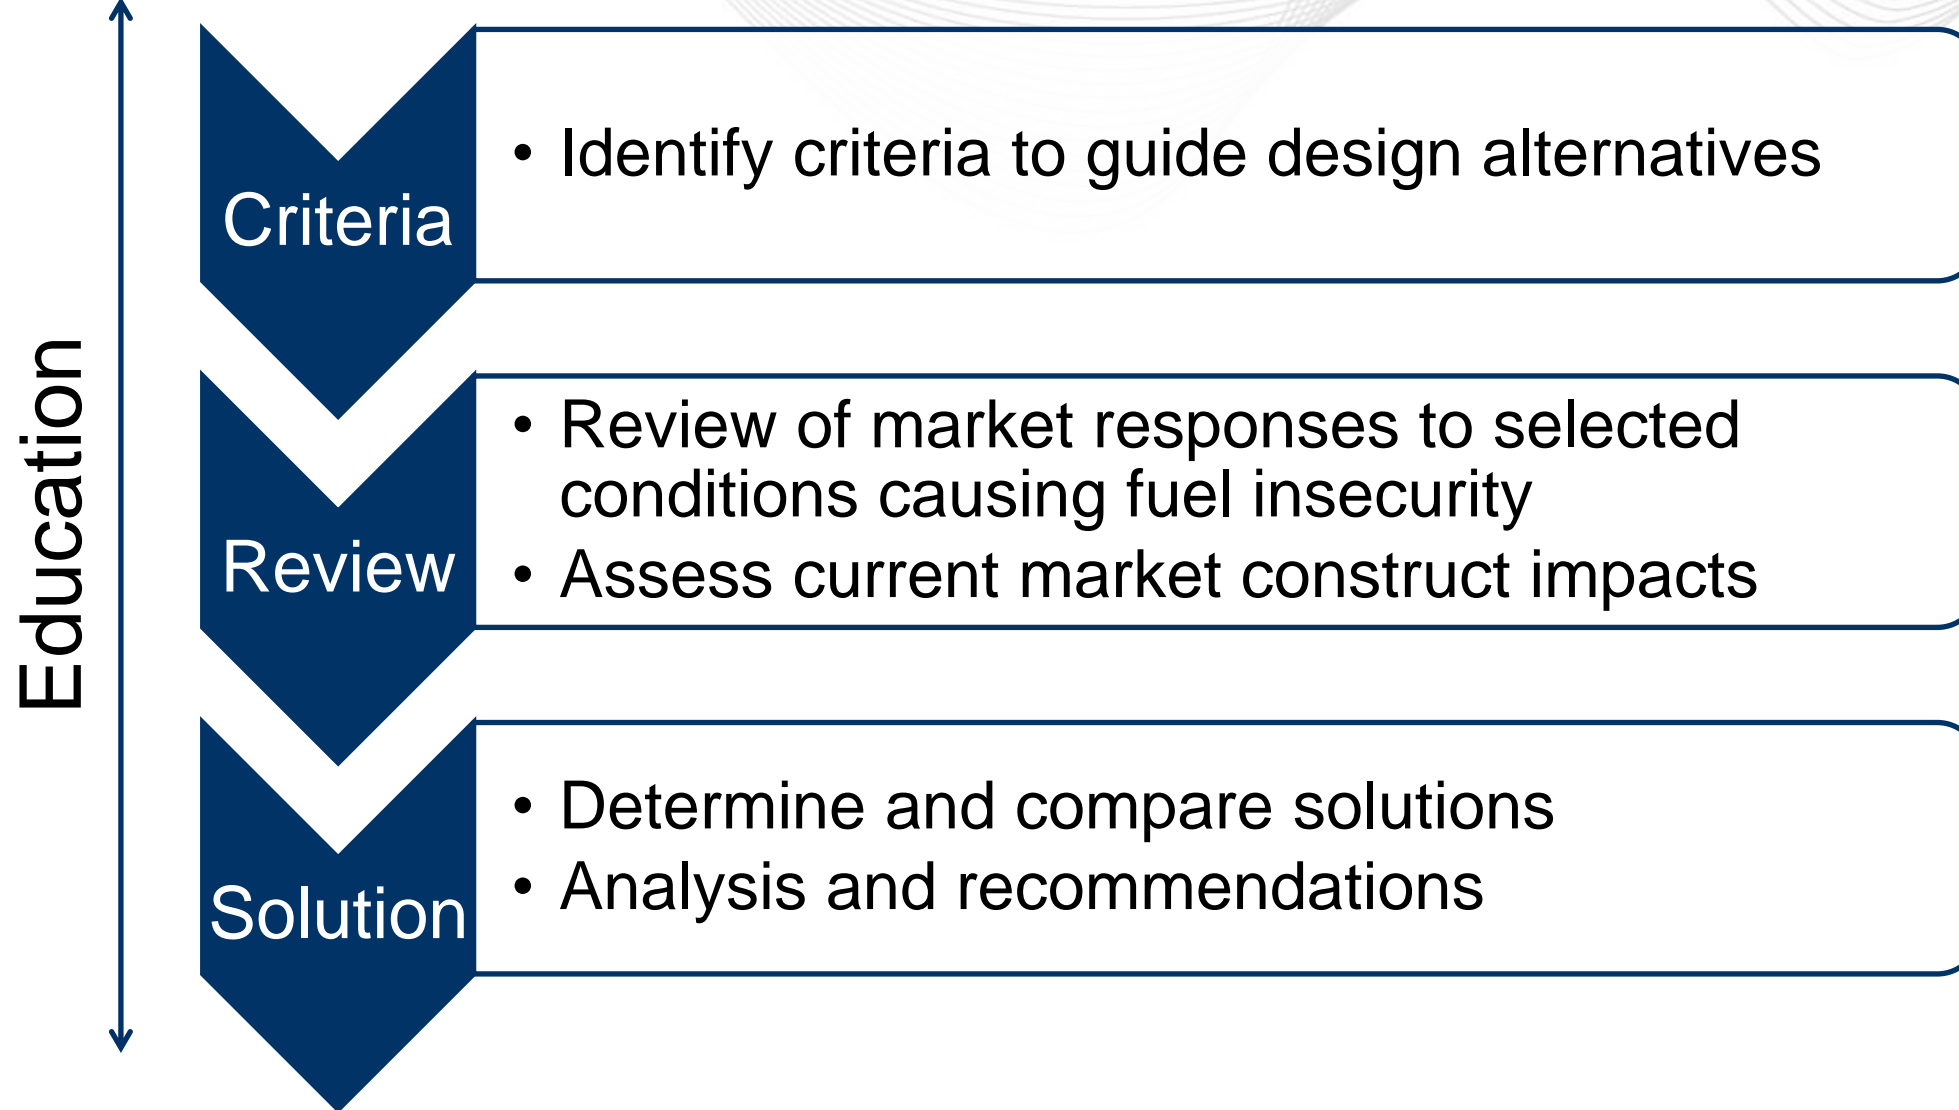 Education
Criteria
• Identify criteria to guide design alternatives
Review
• Review of market responses to selected
conditions causing fuel insecurity
• Assess current market construct impacts
Solution
• Determine and compare solutions
• Analysis and recommendations